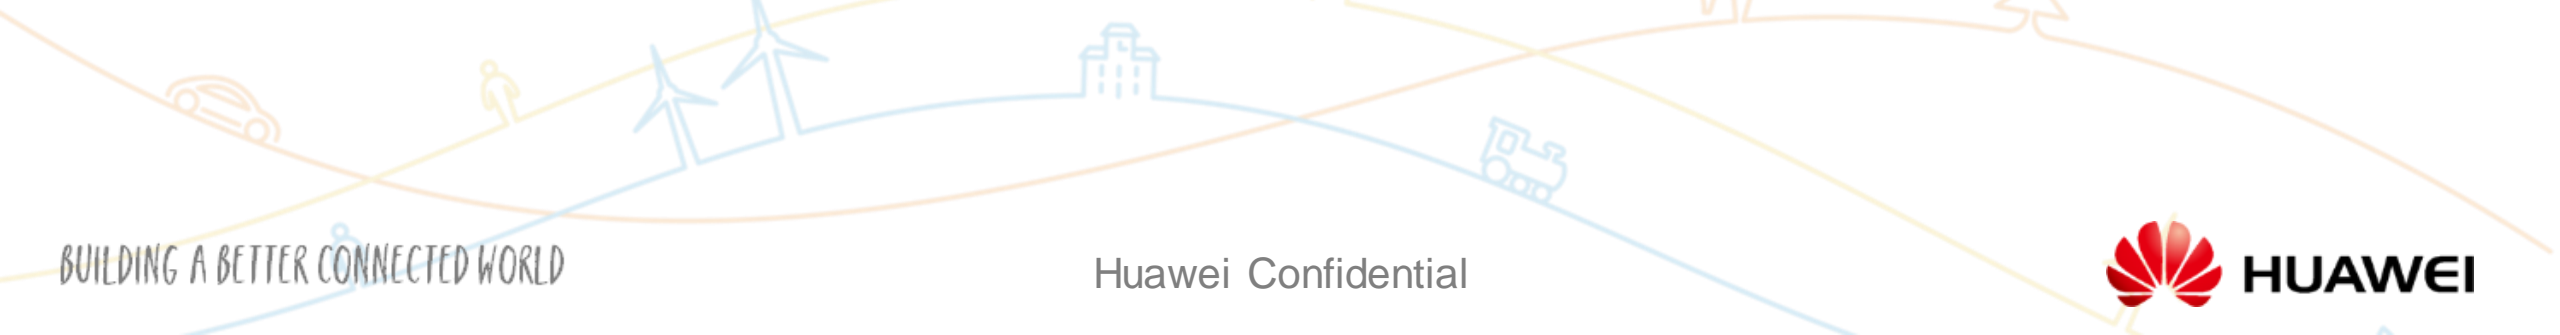 BUILDING A BETTER CONNECTED WORLD
Huawei Confidential
HUAWEI